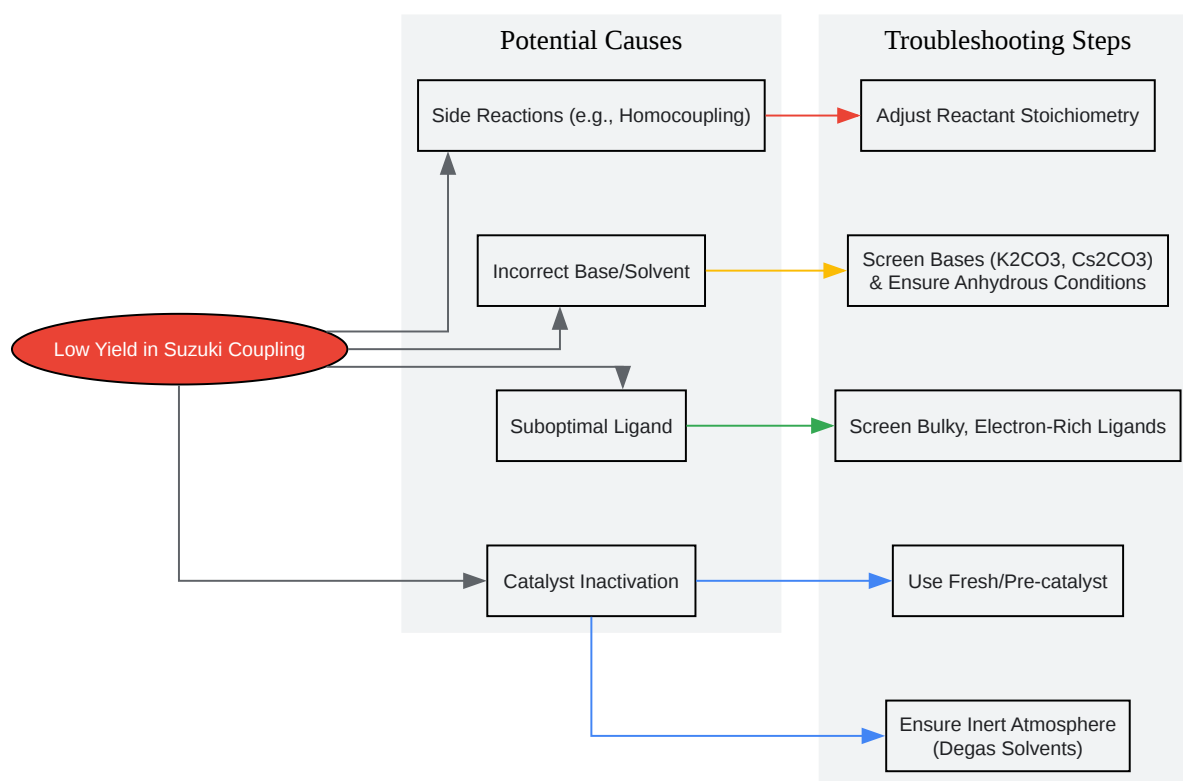 Potential Causes
Troubleshooting Steps
Side Reactions (e.g., Homocoupling)
Adjust Reactant Stoichiometry
Incorrect Base/Solvent
Screen Bases (K2CO3, Cs2CO3)
& Ensure Anhydrous Conditions
Low Yield in Suzuki Coupling
Suboptimal Ligand
Screen Bulky, Electron-Rich Ligands
Catalyst Inactivation
Use Fresh/Pre-catalyst
Ensure Inert Atmosphere
(Degas Solvents)